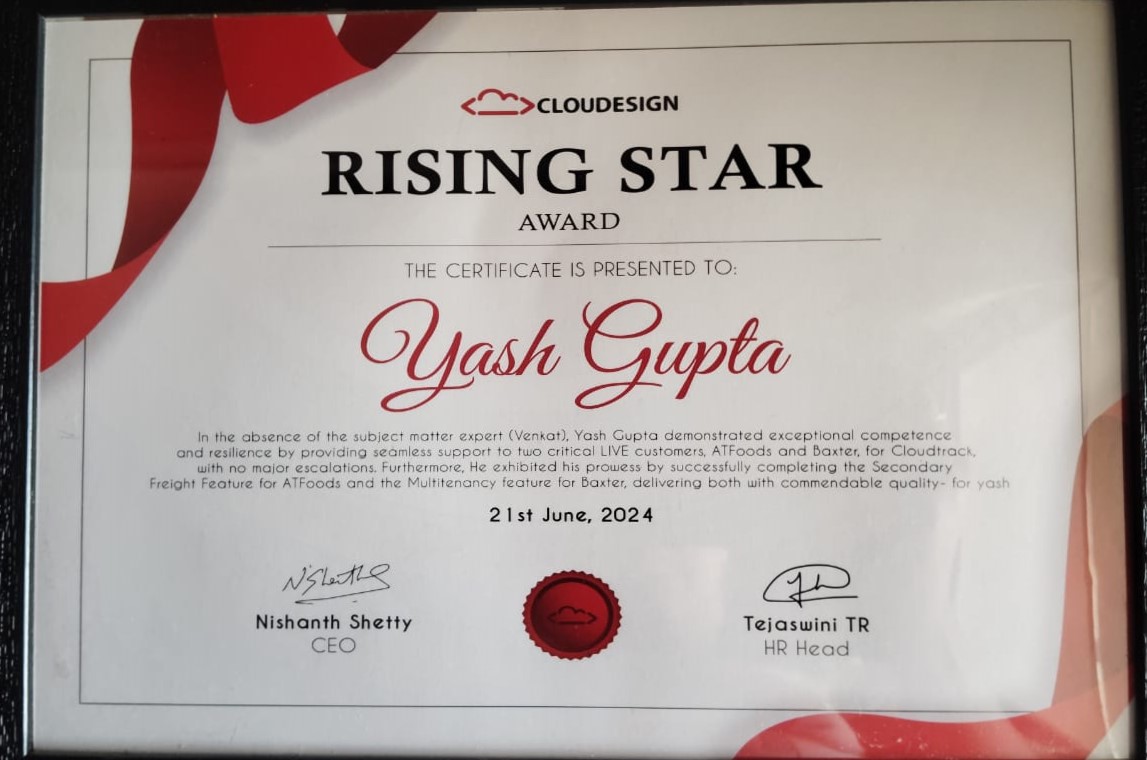 CLOUDESIGN
RISING STAR
AWARD
THE CERTIFICATE IS PRESENTED TO:
Yash Gupta
In the absence of the subject matter expert (Venkat), Yash Gupta demonstrated exceptional competence
and resilience by providing seamless support to two critical LIVE customers, ATFoods and Baxter, for Cloudtrack,
with no major escalations. Furthermore, He exhibited his prowess by successfully completing the Secondary
Freight Feature for ATFoods and the Multitenancy feature for Baxter, delivering both with commendable quality- for yash
21st June, 2024
N Shetty
Nishanth Shetty
CEO
Tejaswini TR
HR Head